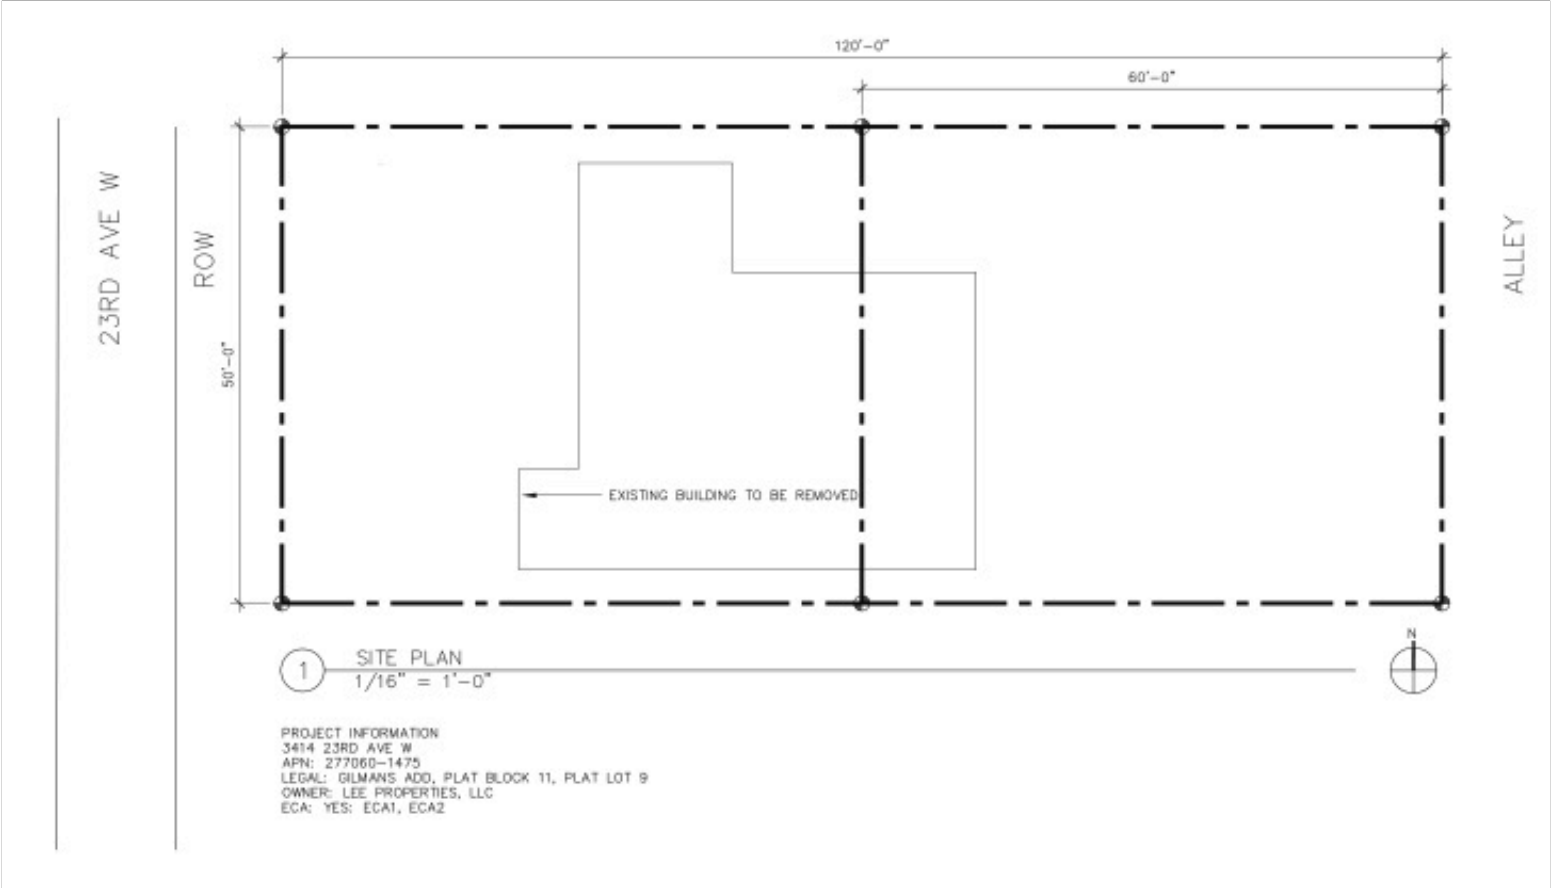 120'-0"
60'-0"
23RD AVE W
ROW
50'-0"
ALLEY
EXISTING BUILDING TO BE REMOVED
N
1
SITE PLAN
1/16" = 1'-0"
PROJECT INFORMATION
3414 23RD AVE W
APN: 277060-1475
LEGAL: GILMANS ADD, PLAT BLOCK 11, PLAT LOT 9
OWNER: LEE PROPERTIES, LLC
ECA: YES: ECA1, ECA2